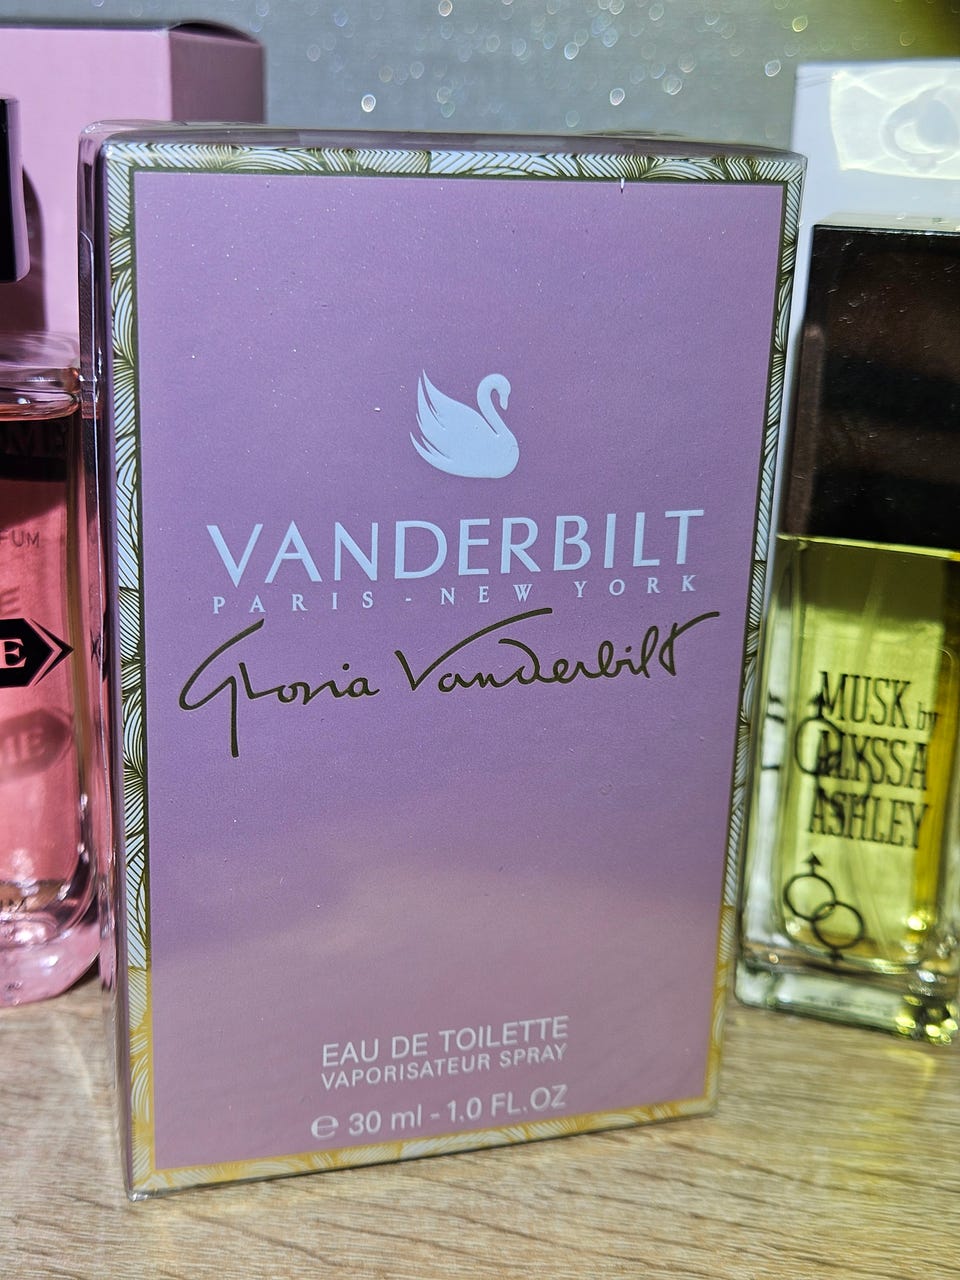 VANDERBILT
PARIS - NEW YORK
Gloria Vanderbilt
EAU DE TOILETTE
VAPORISATEUR SPRAY
℮ 30 ml - 1.0 FL.OZ
MUSK by
ALYSSA
ASHLEY